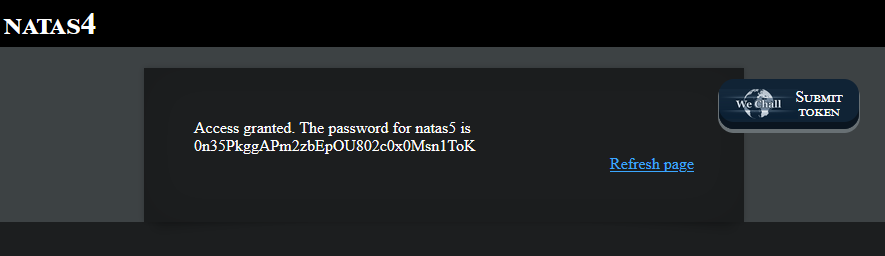 NATAS4
We Chall
SUBMIT
TOKEN
Access granted. The password for natas5 is
0n35PkggAPm2zbEpOU802c0x0Msn1ToK
Refresh page